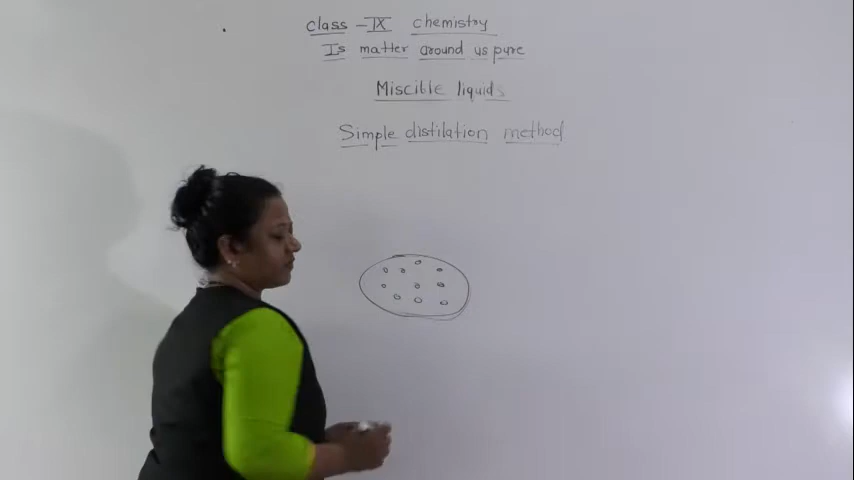 class - IX chemistry
Is matter around us pure
Miscible liquids
Simple distilation method